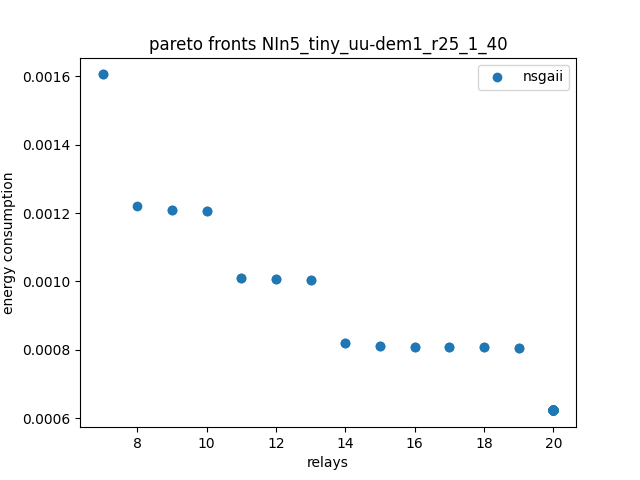 pareto fronts NIn5_tiny_uu-dem1_r25_1_40
nsgaii
energy consumption
0.0016
0.0014
0.0012
0.0010
0.0008
0.0006
8 10 12 14 16 18 20
relays